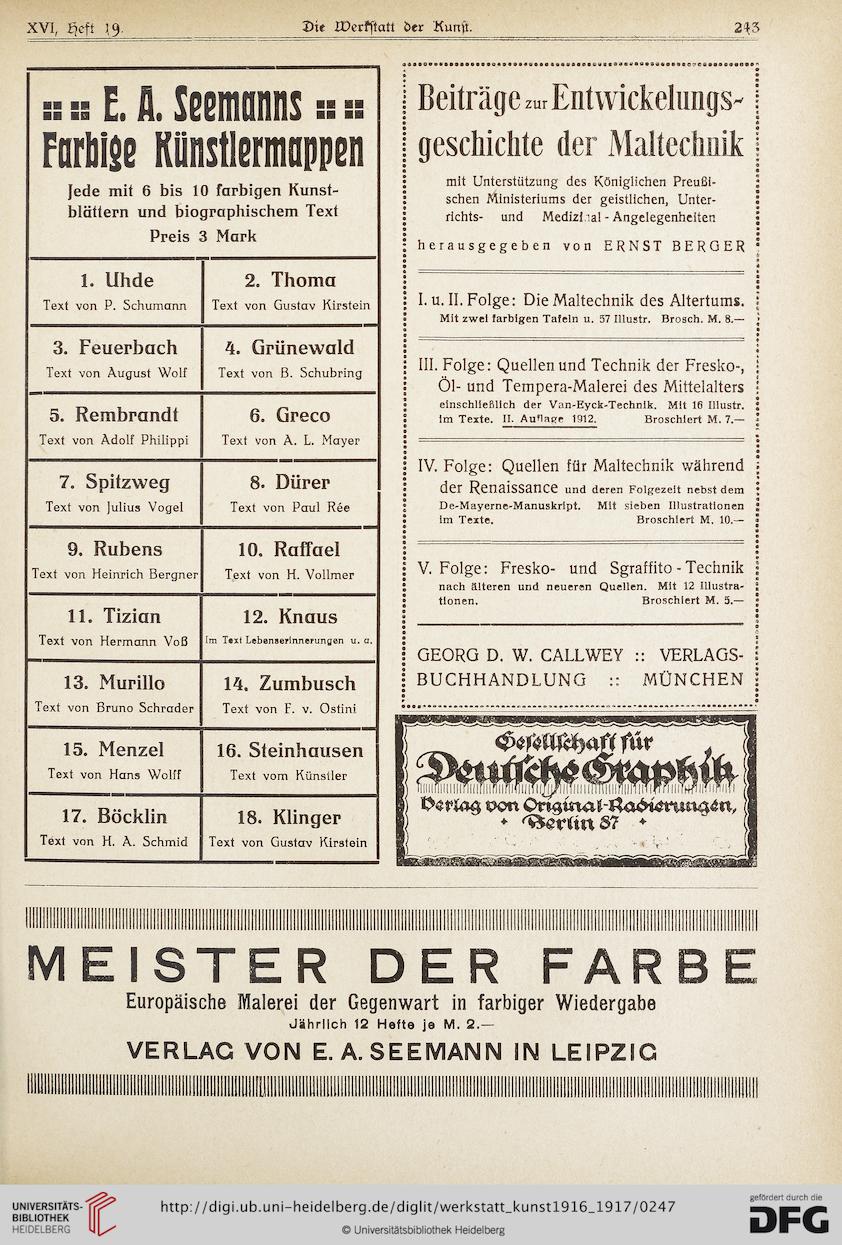 XVI, Heft 19.
Die Werkstatt der Kunst.
243
:: :: E. A. Seemanns :: ::
Farbige Künstlermappen
Jede mit 6 bis 10 farbigen Kunst-
blättern und biographischem Text
Preis 3 Mark
1. Uhde
Text von P. Schumann
2. Thoma
Text von Gustav Kirstein
3. Feuerbach
Text von August Wolf
4. Grünewald
Text von B. Schubring
5. Rembrandt
Text von Adolf Philippi
6. Greco
Text von A. L. Mayer
7. Spitzweg
Text von Julius Vogel
8. Dürer
Text von Paul Rée
9. Rubens
Text von Heinrich Bergner
10. Raffael
Text von H. Vollmer
11. Tizian
Text von Hermann Voß
12. Knaus
Im Text Lebenserinnerungen u. a.
13. Murillo
Text von Bruno Schrader
14. Zumbusch
Text von F. v. Ostini
15. Menzel
Text von Hans Wolff
16. Steinhausen
Text vom Künstler
17. Böcklin
Text von H. A. Schmid
18. Klinger
Text von Gustav Kirstein
Beiträge zur Entwickelungs-
geschichte der Maltechnik
mit Unterstützung des Königlichen Preußi-
schen Ministeriums der geistlichen, Unter-
richts- und Medizinal-Angelegenheiten
herausgegeben von ERNST BERGER
I. u. II. Folge: Die Maltechnik des Altertums.
Mit zwei farbigen Tafeln u. 57 Illustr. Brosch. M. 8.—
III. Folge: Quellen und Technik der Fresko-,
Öl- und Tempera-Malerei des Mittelalters
einschließlich der Van-Eyck-Technik. Mit 16 Illustr.
im Texte. II. Auflage 1912. Broschiert M. 7.—
IV. Folge: Quellen für Maltechnik während
der Renaissance und deren Folgezeit nebst dem
De-Mayerne-Manuskript. Mit sieben Illustrationen
im Texte. Broschiert M. 10.—
V. Folge: Fresko- und Sgraffito-Technik
nach älteren und neueren Quellen. Mit 12 Illustra-
tionen. Broschiert M. 5.—
GEORG D. W. CALLWEY :: VERLAGS-
BUCHHANDLUNG :: MÜNCHEN
Gesellschaft für
Deutsche Graphik
Verlag von Original-Radierungen,
Berlin 87
MEISTER DER FARBE
Europäische Malerei der Gegenwart in farbiger Wiedergabe
Jährlich 12 Hefte je M. 2.—
VERLAG VON E. A. SEEMANN IN LEIPZIG
UNIVERSITÄTS-
BIBLIOTHEK
HEIDELBERG
http://digi.ub.uni-heidelberg.de/diglit/werkstatt_kunst1916_1917/0247
© Universitätsbibliothek Heidelberg
gefördert durch die
DFG